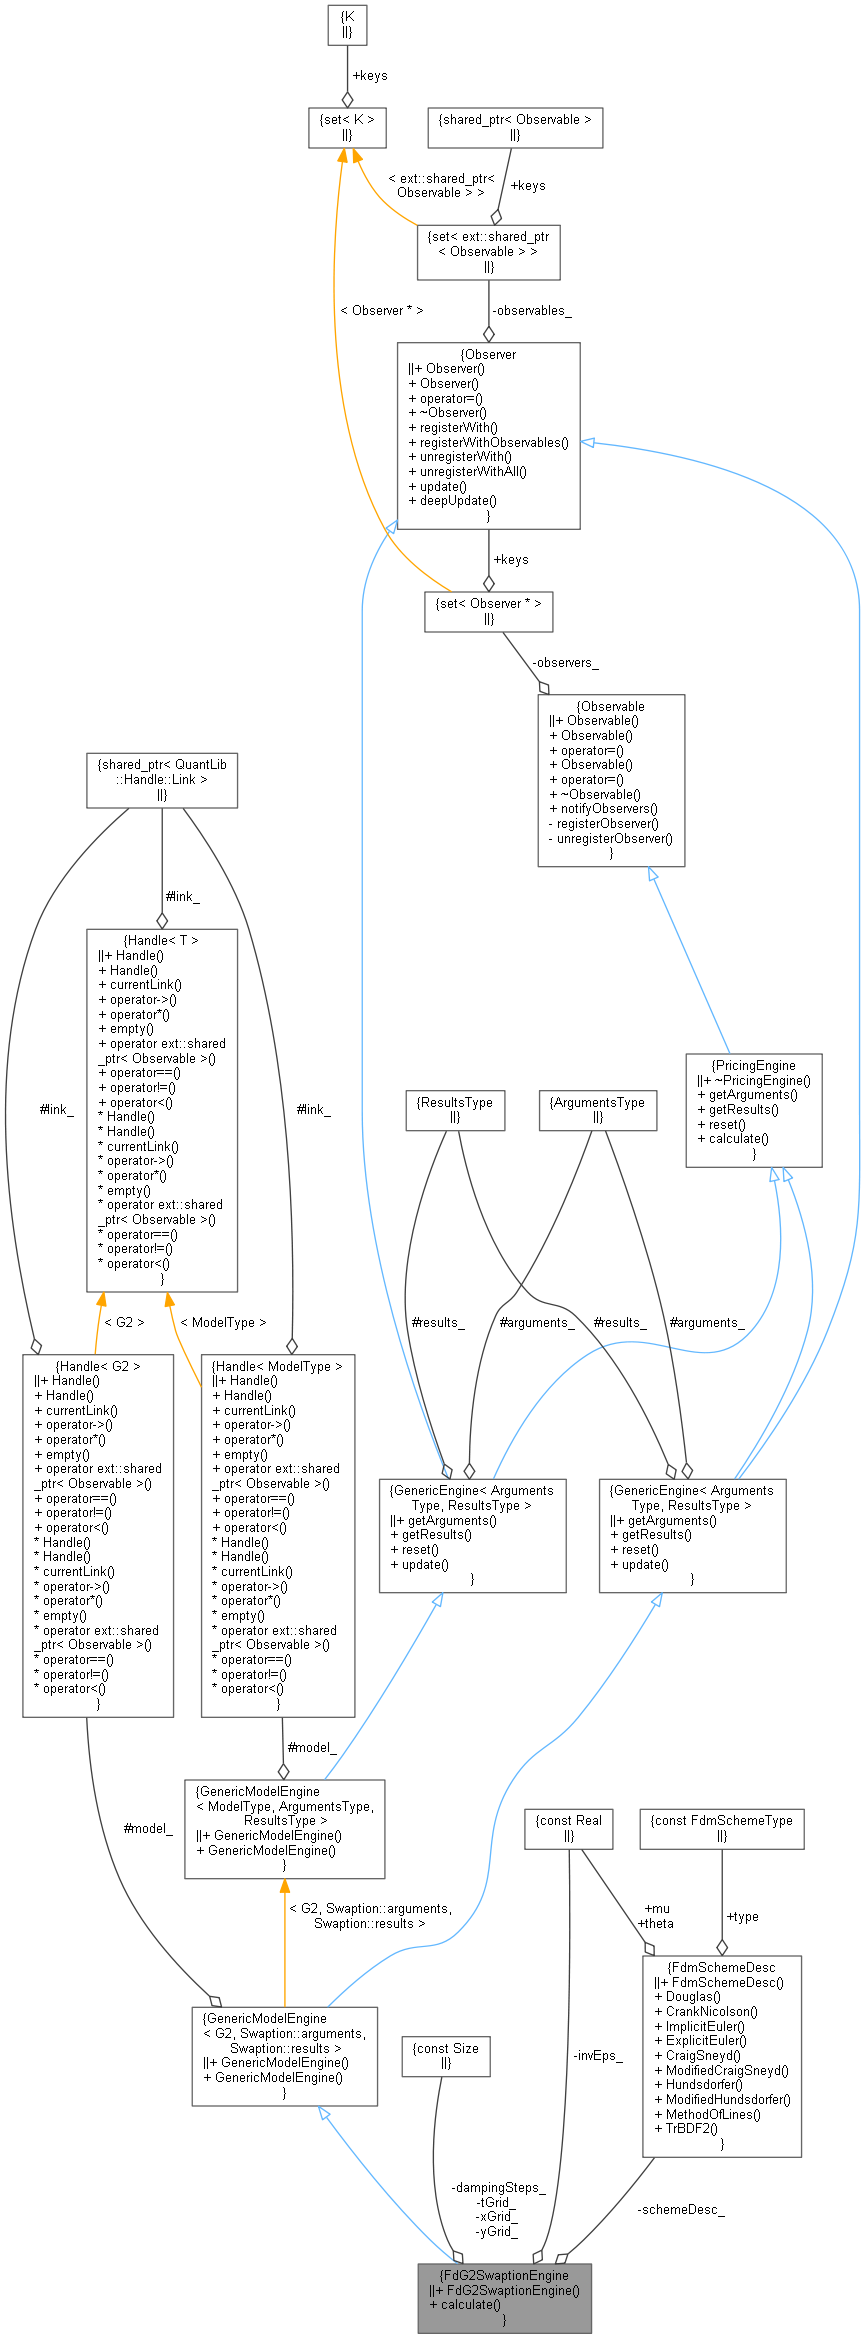 {K
||}
+keys
{set< K >
||}
{shared_ptr< Observable >
||}
< ext::shared_ptr<
Observable > >
+keys
{set< ext::shared_ptr
< Observable > >
||}
< Observer * >
-observables_
{Observer
||+ Observer()
+ Observer()
+ operator=()
+ ~Observer()
+ registerWith()
+ registerWithObservables()
+ unregisterWith()
+ unregisterWithAll()
+ update()
+ deepUpdate()
}
+keys
{set< Observer * >
||}
-observers_
{Observable
||+ Observable()
+ Observable()
+ operator=()
+ Observable()
+ operator=()
+ ~Observable()
+ notifyObservers()
- registerObserver()
- unregisterObserver()
}
{shared_ptr< QuantLib
::Handle::Link >
||}
#link_
{Handle< T >
||+ Handle()
+ Handle()
+ currentLink()
+ operator->()
+ operator*()
+ empty()
+ operator ext::shared
_ptr< Observable >()
+ operator==()
+ operator!=()
+ operator<()
* Handle()
* Handle()
* currentLink()
* operator->()
* operator*()
* empty()
* operator ext::shared
_ptr< Observable >()
* operator==()
* operator!=()
* operator<()
}
#link_
#link_
{PricingEngine
||+ ~PricingEngine()
+ getArguments()
+ getResults()
+ reset()
+ calculate()
}
{ResultsType
||}
{ArgumentsType
||}
< G2 >
< ModelType >
#results_
#arguments_
#results_
#arguments_
{Handle< G2 >
||+ Handle()
+ Handle()
+ currentLink()
+ operator->()
+ operator*()
+ empty()
+ operator ext::shared
_ptr< Observable >()
+ operator==()
+ operator!=()
+ operator<()
* Handle()
* Handle()
* currentLink()
* operator->()
* operator*()
* empty()
* operator ext::shared
_ptr< Observable >()
* operator==()
* operator!=()
* operator<()
}
{Handle< ModelType >
||+ Handle()
+ Handle()
+ currentLink()
+ operator->()
+ operator*()
+ empty()
+ operator ext::shared
_ptr< Observable >()
+ operator==()
+ operator!=()
+ operator<()
* Handle()
* Handle()
* currentLink()
* operator->()
* operator*()
* empty()
* operator ext::shared
_ptr< Observable >()
* operator==()
* operator!=()
* operator<()
}
{GenericEngine< Arguments
Type, ResultsType >
||+ getArguments()
+ getResults()
+ reset()
+ update()
}
{GenericEngine< Arguments
Type, ResultsType >
||+ getArguments()
+ getResults()
+ reset()
+ update()
}
#model_
{GenericModelEngine
< ModelType, ArgumentsType,
ResultsType >
||+ GenericModelEngine()
+ GenericModelEngine()
}
#model_
{const Real
||}
{const FdmSchemeType
||}
< G2, Swaption::arguments,
Swaption::results >
+mu
+theta
+type
{FdmSchemeDesc
||+ FdmSchemeDesc()
+ Douglas()
+ CrankNicolson()
+ ImplicitEuler()
+ ExplicitEuler()
+ CraigSneyd()
+ ModifiedCraigSneyd()
+ Hundsdorfer()
+ ModifiedHundsdorfer()
+ MethodOfLines()
+ TrBDF2()
}
{GenericModelEngine
< G2, Swaption::arguments,
Swaption::results >
||+ GenericModelEngine()
+ GenericModelEngine()
}
{const Size
||}
-invEps_
-dampingSteps_
-tGrid_
-xGrid_
-yGrid_
-schemeDesc_
{FdG2SwaptionEngine
||+ FdG2SwaptionEngine()
+ calculate()
}